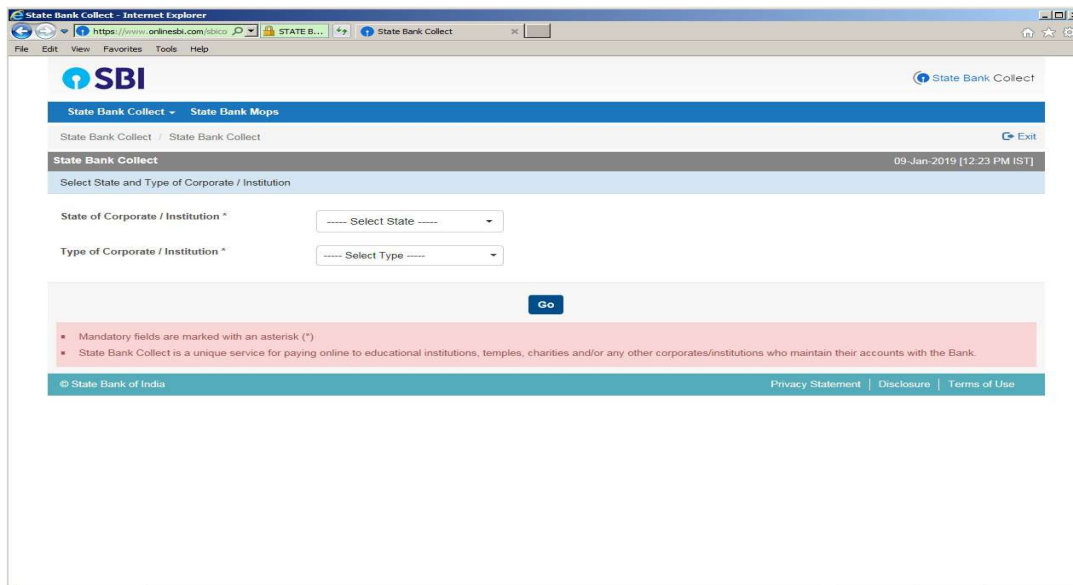 State Bank Collect - Internet Explorer
https://www.onlinesbi.com/sbico STATE B... State Bank Collect
File Edit View Favorites Tools Help
SBI State Bank Collect
State Bank Collect State Bank Mops
State Bank Collect / State Bank Collect Exit
State Bank Collect 09-Jan-2019 [12:23 PM IST]
Select State and Type of Corporate / Institution
State of Corporate / Institution * ----- Select State -----
Type of Corporate / Institution * ----- Select Type -----
Go
Mandatory fields are marked with an asterisk (*)
State Bank Collect is a unique service for paying online to educational institutions, temples, charities and/or any other corporates/institutions who maintain their accounts with the Bank.
© State Bank of India Privacy Statement | Disclosure | Terms of Use